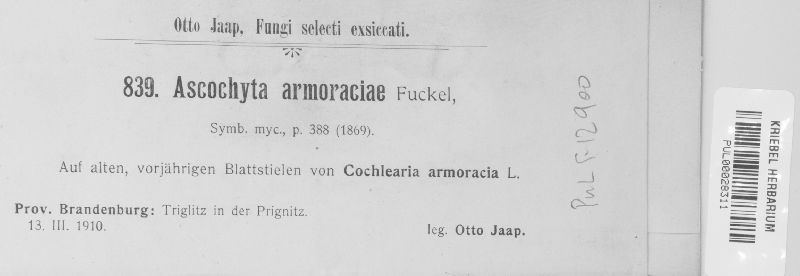 Otto Jaap, Fungi selecti exsiccati.
839. Ascochyta armoraciae Fuckel,
Symb. myc., p. 388 (1869).
Auf alten, vorjährigen Blattstielen von Cochlearia armoracia L.
Prov. Brandenburg: Triglitz in der Prignitz.
13. III. 1910.
leg. Otto Jaap.
PUL F12900
KRIEBEL HERBARIUM
PUL00028311